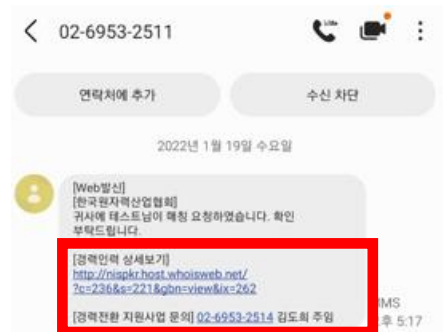 02-6953-2511
연락처에 추가
수신 차단
2022년 1월 19일 수요일
[Web발신]
[한국원자력산업협회]
귀사에 테스트님이 매칭 요청하였습니다. 확인
부탁드립니다.
[경력인력 상세보기]
http://nispkr.host.whoisweb.net/
?c=236&s=221&gbn=view&ix=262
[경력전환 지원사업 문의] 02-6953-2514 김도희 주임
MMS
오후 5:17